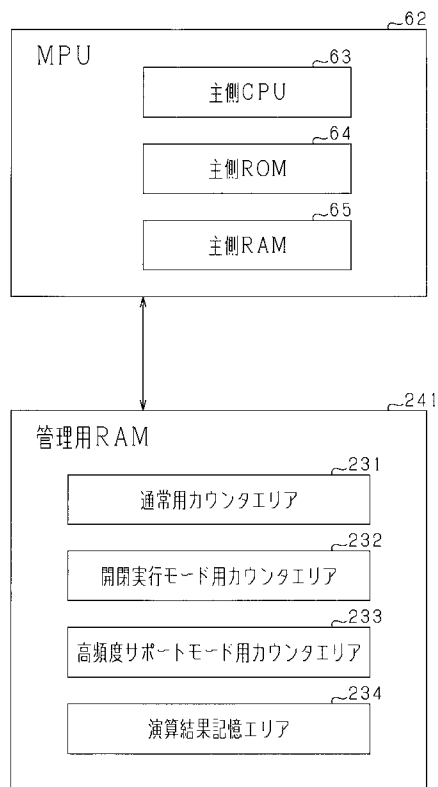 62
MPU
63
主側CPU
64
主側ROM
65
主側RAM
241
管理用RAM
231
通常用カウンタエリア
232
開閉実行モード用カウンタエリア
233
高頻度サポートモード用カウンタエリア
234
演算結果記憶エリア